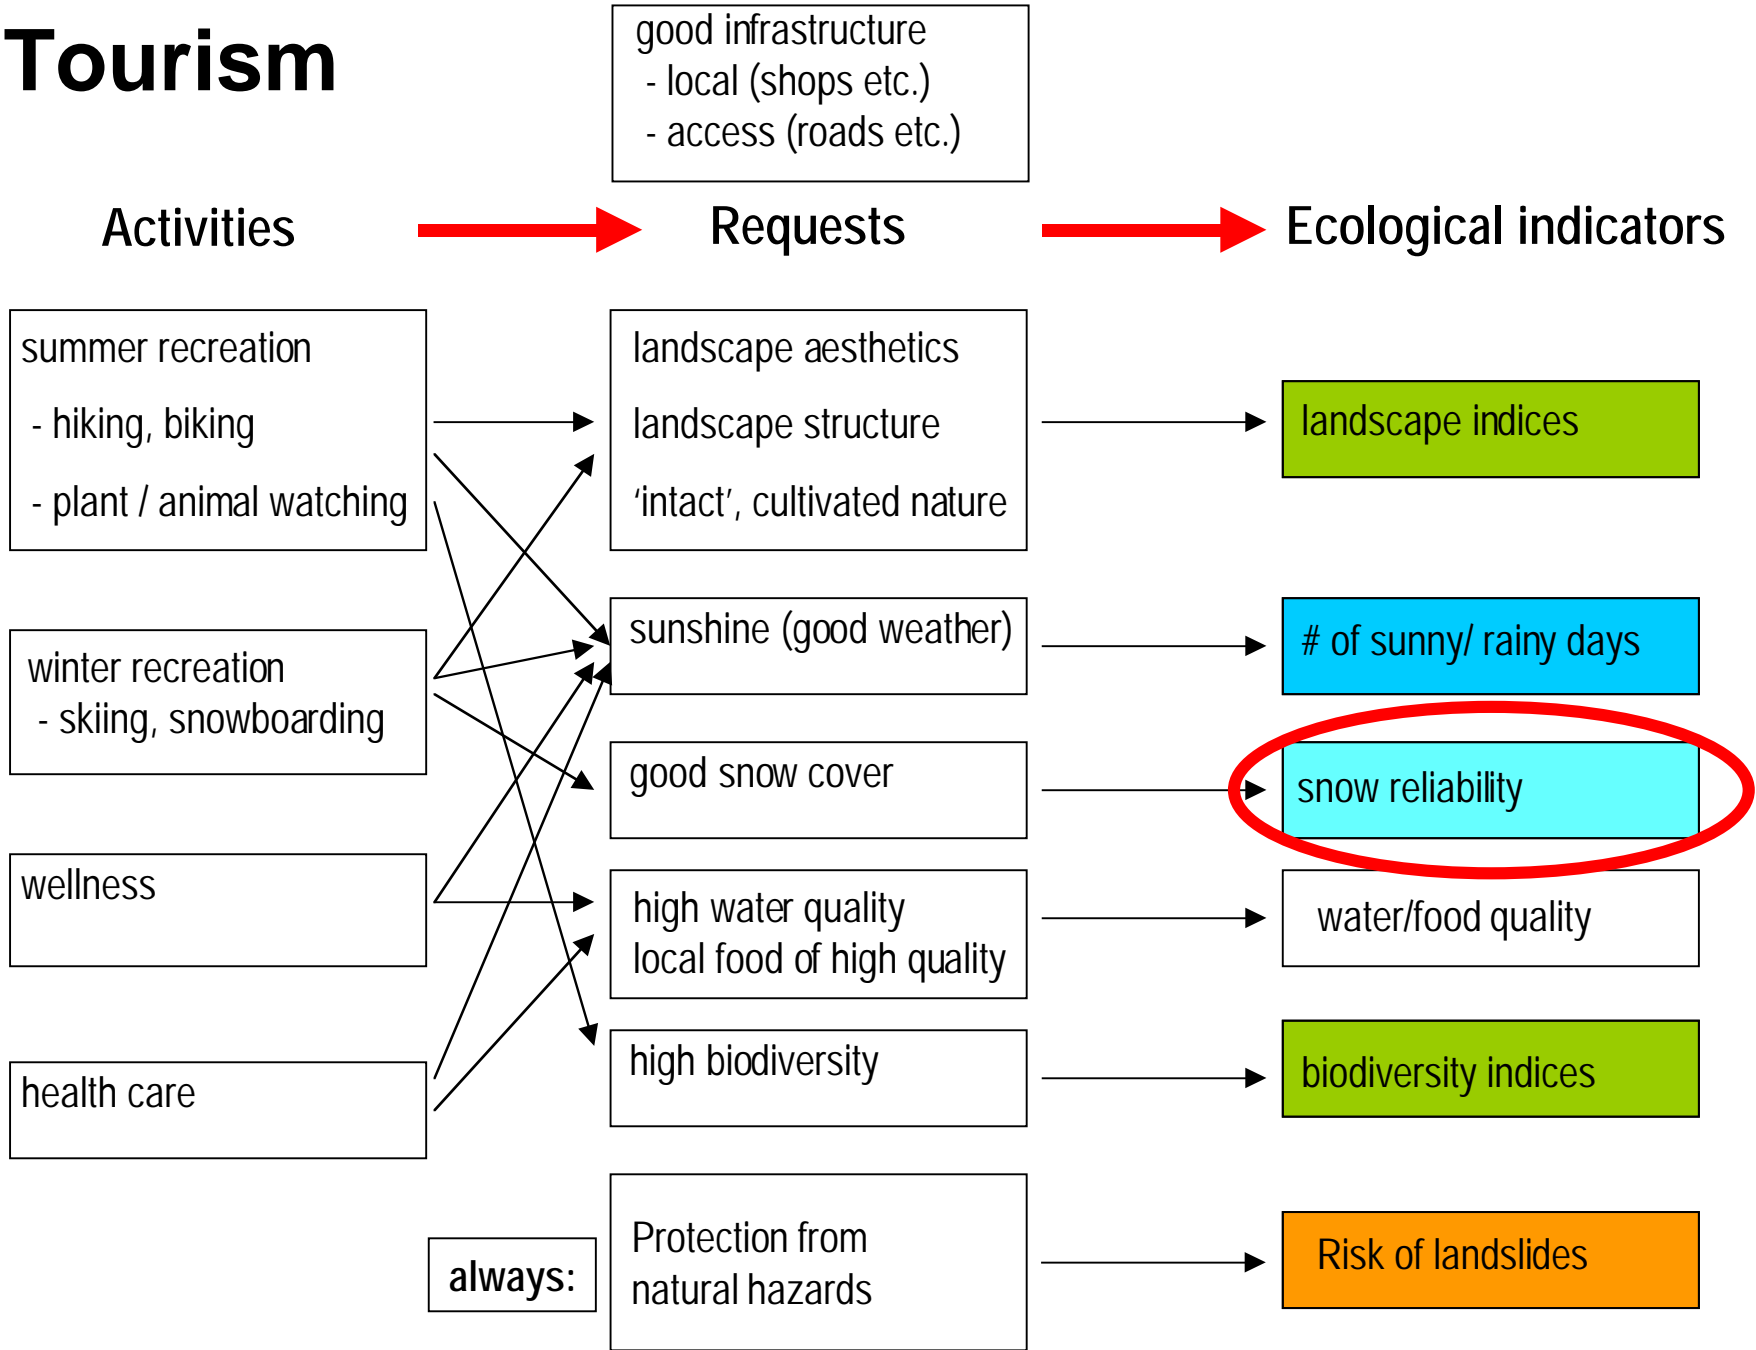 Tourism
good infrastructure
- local (shops etc.)
- access (roads etc.)
Activities
Requests
Ecological indicators
summer recreation
- hiking, biking
- plant / animal watching
winter recreation
- skiing, snowboarding
wellness
health care
landscape aesthetics
landscape structure
‘intact’, cultivated nature
sunshine (good weather)
good snow cover
high water quality
local food of high quality
high biodiversity
always:
Protection from
natural hazards
landscape indices
# of sunny/ rainy days
snow reliability
water/food quality
biodiversity indices
Risk of landslides